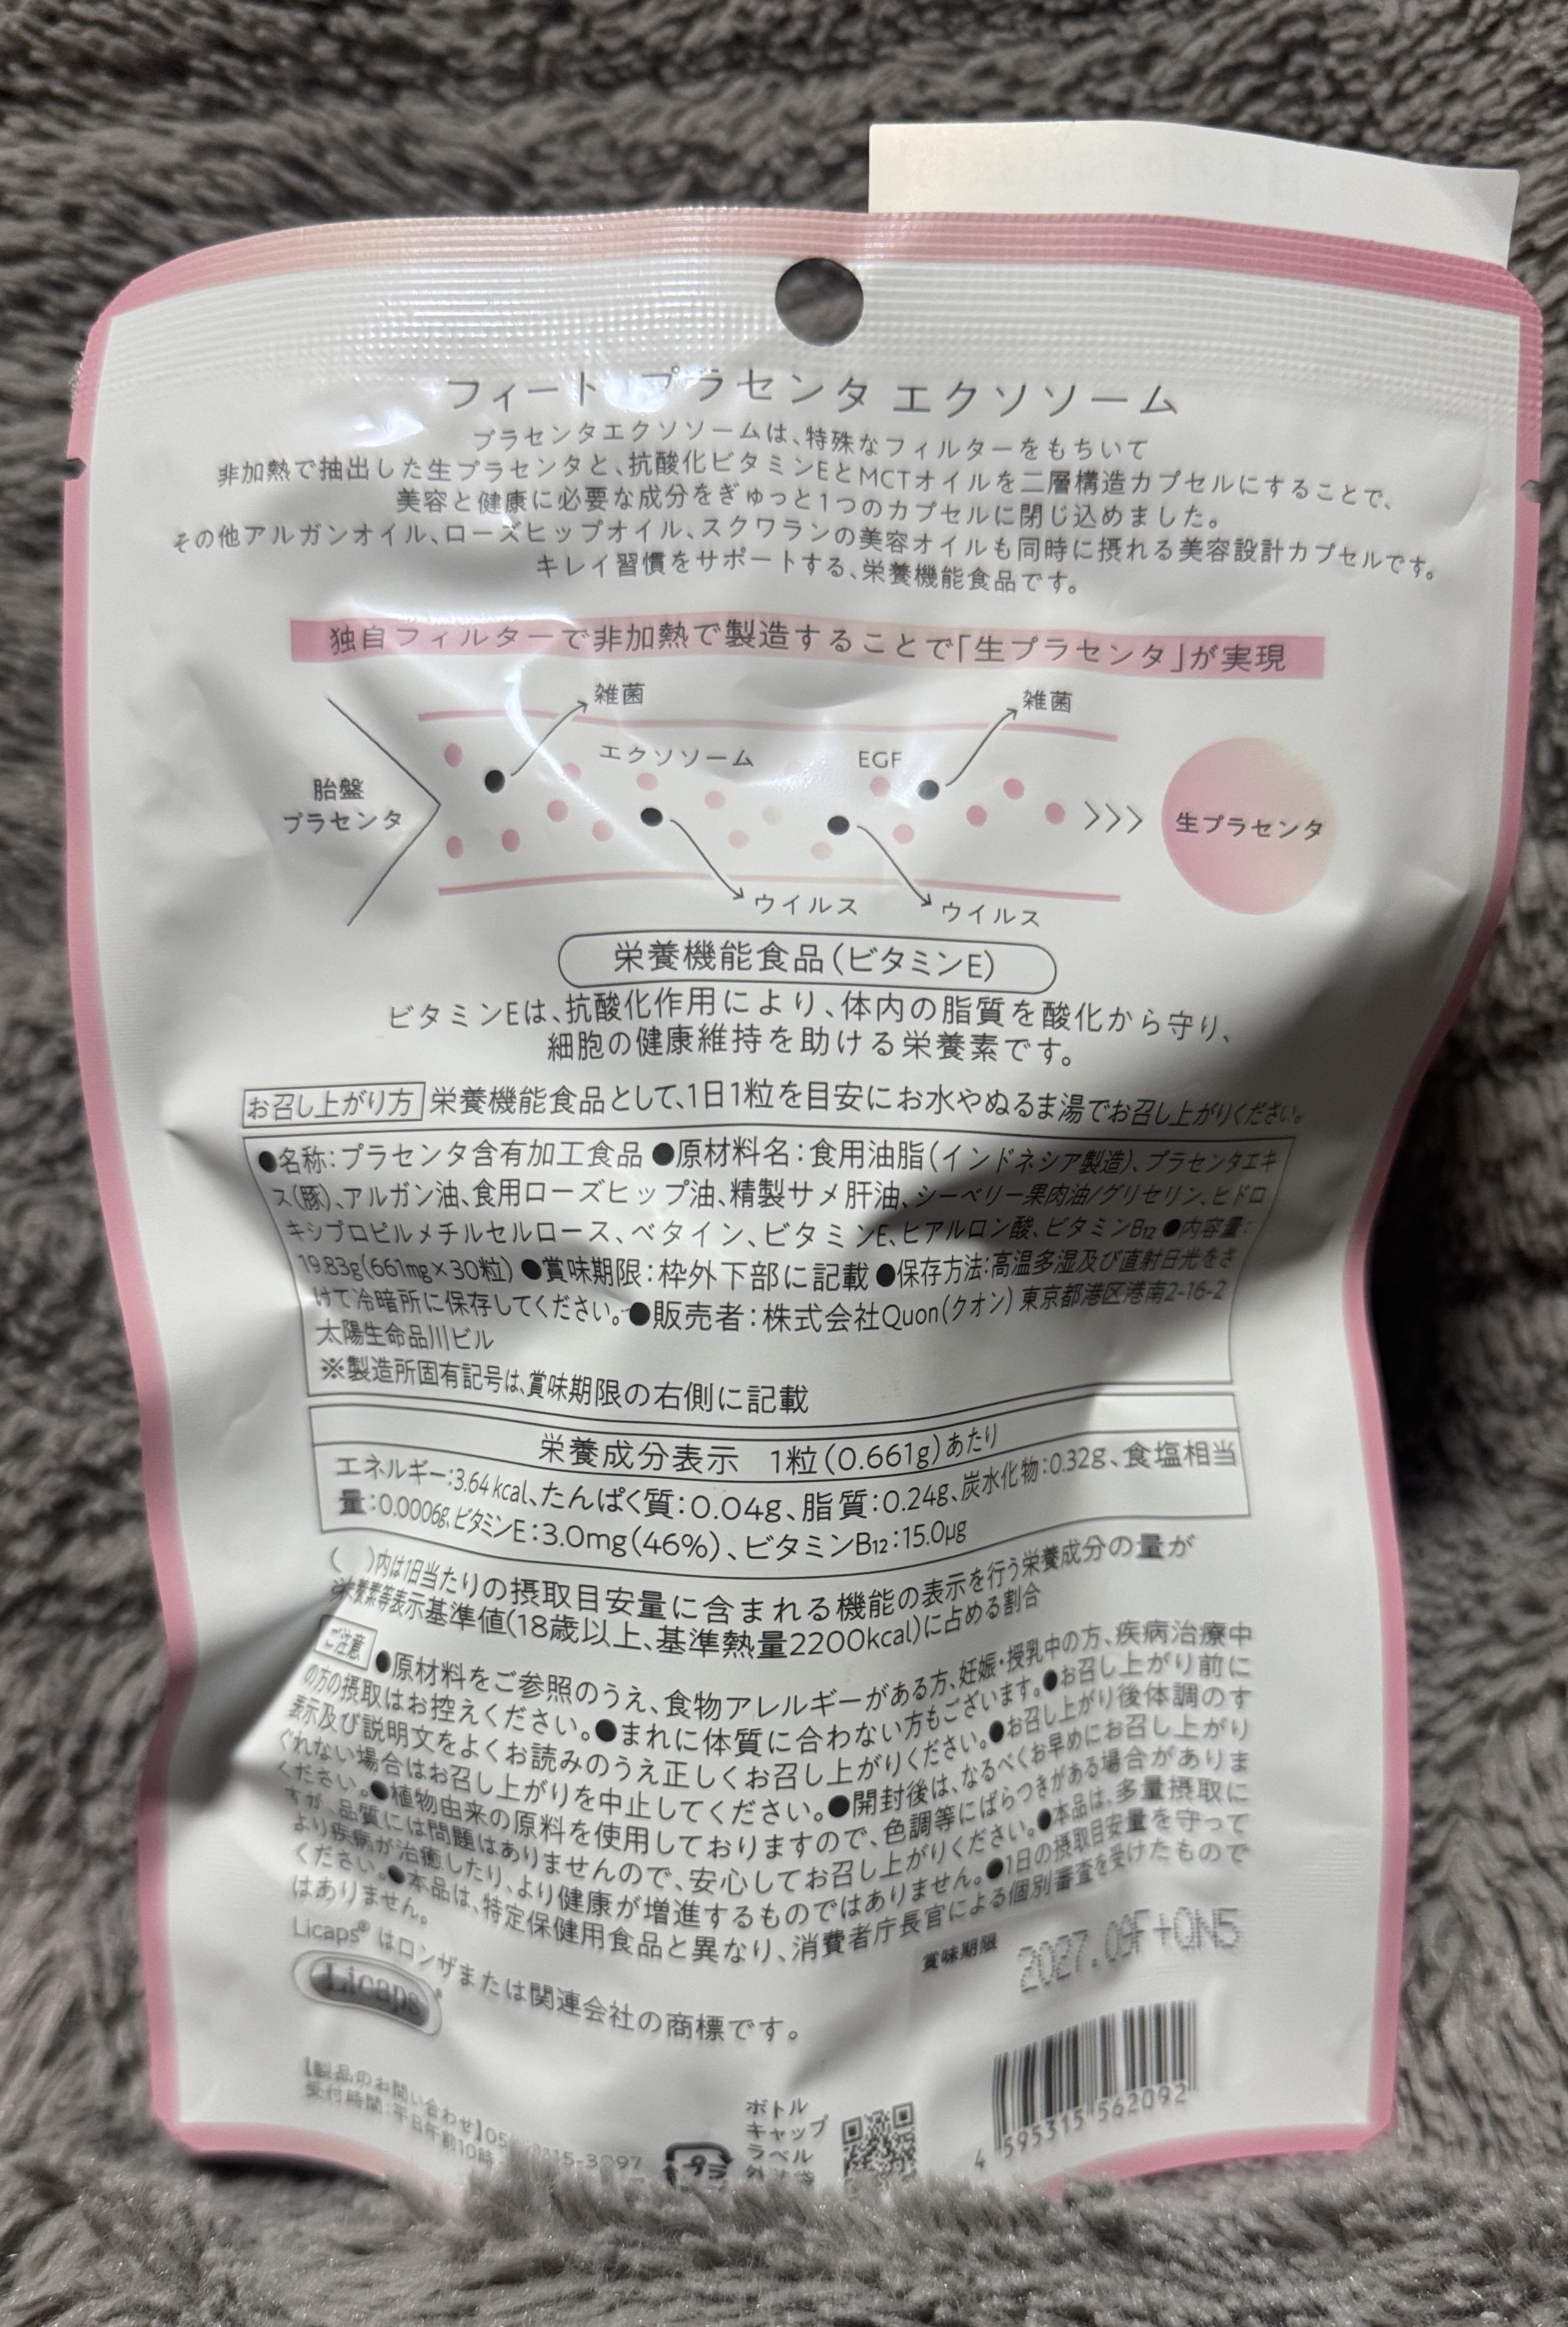 フィート プラセンタ エクソソーム
プラセンタエクソソームは、特殊なフィルターをもちいて
非加熱で抽出した生プラセンタと、抗酸化ビタミンEとMCTオイルを二層構造カプセルにすることで、
美容と健康に必要な成分をぎゅっと1つのカプセルに閉じ込めました。
その他アルガンオイル、ローズヒップオイル、スクワランの美容オイルも同時に摂れる美容設計カプセルです。
キレイ習慣をサポートする、栄養機能食品です。
独自フィルターで非加熱で製造することで「生プラセンタ」が実現
雑菌
雑菌
エクソソーム
EGF
胎盤
プラセンタ
生プラセンタ
ウイルス
ウイルス
栄養機能食品(ビタミンE)
ビタミンEは、抗酸化作用により、体内の脂質を酸化から守り、
細胞の健康維持を助ける栄養素です。
お召し上がり方 栄養機能食品として、1日1粒を目安にお水やぬるま湯でお召し上がりください。
●名称:プラセンタ含有加工食品 ●原材料名:食用油脂(インドネシア製造)、プラセンタエキ
ス(豚)、アルガン油、食用ローズヒップ油、精製サメ肝油、シーベリー果肉油/グリセリン、ヒドロ
キシプロピルメチルセルロース、ベタイン、ビタミンE、ヒアルロン酸、ビタミンB12 ●内容量:
19.83g(661mg×30粒) ●賞味期限:枠外下部に記載 ●保存方法:高温多湿及び直射日光をさ
けて冷暗所に保存してください。●販売者:株式会社Quon(クオン) 東京都港区港南2-16-2
太陽生命品川ビル
※製造所固有記号は、賞味期限の右側に記載
栄養成分表示 1粒(0.661g)あたり
エネルギー:3.64kcal、たんぱく質:0.04g、脂質:0.24g、炭水化物:0.32g、食塩相当
量:0.0006g、ビタミンE:3.0mg(46%)、ビタミンB12:15.0μg
( )内は1日当たりの摂取目安量に含まれる機能の表示を行う栄養成分の量が
栄養素等表示基準値(18歳以上、基準熱量2200kcal)に占める割合
ご注意 ●原材料をご参照のうえ、食物アレルギーがある方、妊娠・授乳中の方、疾病治療中
の方の摂取はお控えください。●まれに体質に合わない方もございます。●お召し上がり前に
表示及び説明文をよくお読みのうえ正しくお召し上がりください。●お召し上がり後体調のす
ぐれない場合はお召し上がりを中止してください。●開封後は、なるべくお早めにお召し上がり
ください。●植物由来の原料を使用しておりますので、色調等にばらつきがある場合がありま
すが、品質には問題はありませんので、安心してお召し上がりください。●本品は、多量摂取に
より疾病が治癒したり、より健康が増進するものではありません。●1日の摂取目安量を守って
ください。●本品は、特定保健用食品と異なり、消費者庁長官による個別審査を受けたもので
はありません。
賞味期限 2027.09F+QN5
Licaps® はロンザまたは関連会社の商標です。
Licaps®
【製品のお問い合わせ】
受付時間:平日午前10時
ボトル
キャップ
ラベル
4 595315 562092